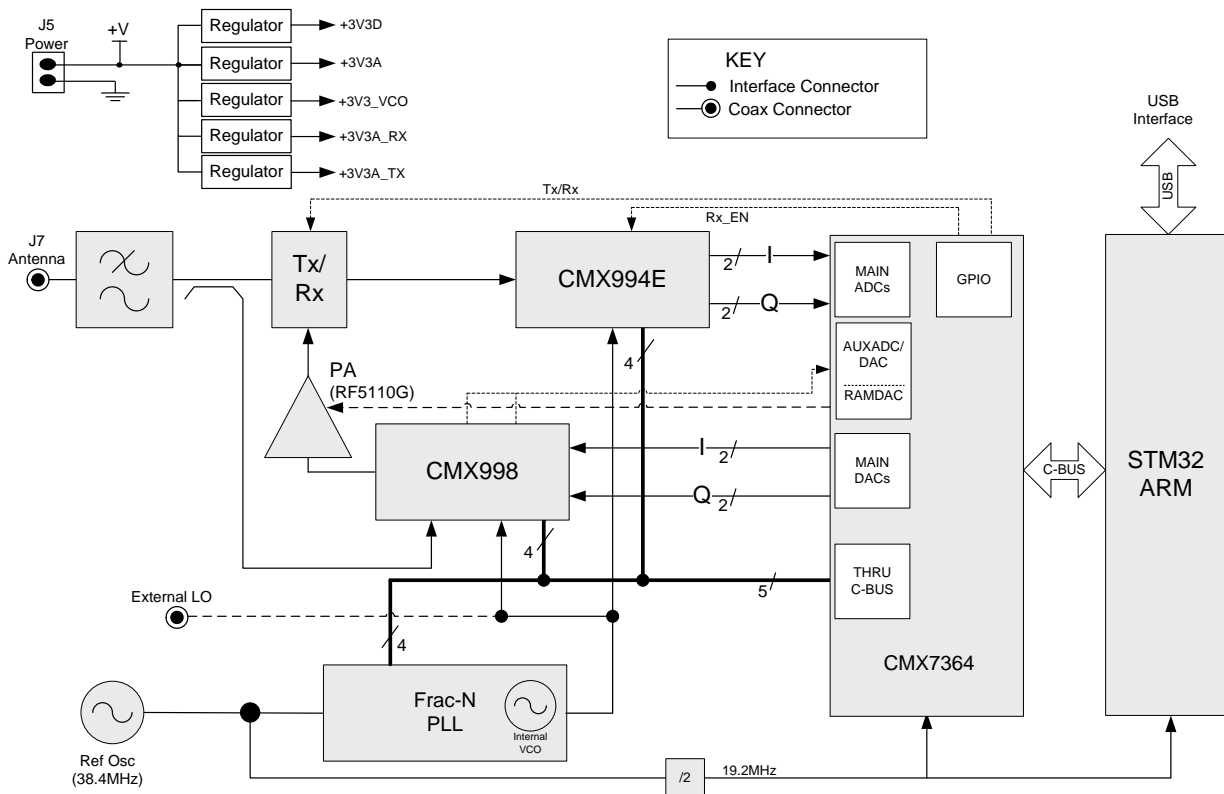 J5
Power
+V
Regulator
+3V3D
Regulator
+3V3A
Regulator
+3V3_VCO
Regulator
+3V3A_RX
Regulator
+3V3A_TX
KEY
Interface Connector
Coax Connector
USB
Interface
USB
Tx/Rx
Rx_EN
J7
Antenna
Tx/
Rx
CMX994E
2
I
2
Q
MAIN
ADCs
GPIO
4
AUXADC/
DAC
RAMDAC
PA
(RF5110G)
CMX998
I
2
Q
2
MAIN
DACs
C-BUS
STM32
ARM
4
5
THRU
C-BUS
External LO
4
CMX7364
Frac-N
PLL
Internal
VCO
Ref Osc
(38.4MHz)
/2
19.2MHz